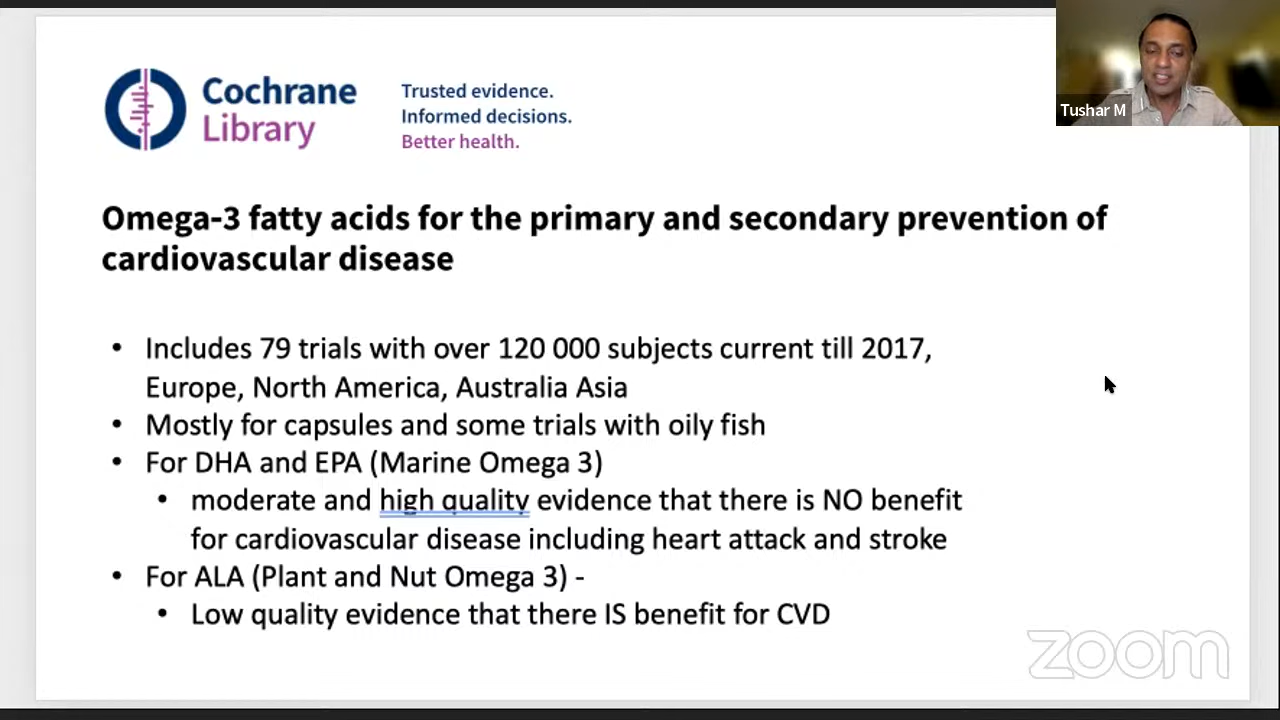 Cochrane
Library
Trusted evidence.
Informed decisions.
Better health.
Tushar M
Omega-3 fatty acids for the primary and secondary prevention of
cardiovascular disease
• Includes 79 trials with over 120 000 subjects current till 2017,
Europe, North America, Australia Asia
• Mostly for capsules and some trials with oily fish
• For DHA and EPA (Marine Omega 3)
• moderate and high quality evidence that there is NO benefit
for cardiovascular disease including heart attack and stroke
• For ALA (Plant and Nut Omega 3) -
• Low quality evidence that there IS benefit for CVD
zoom